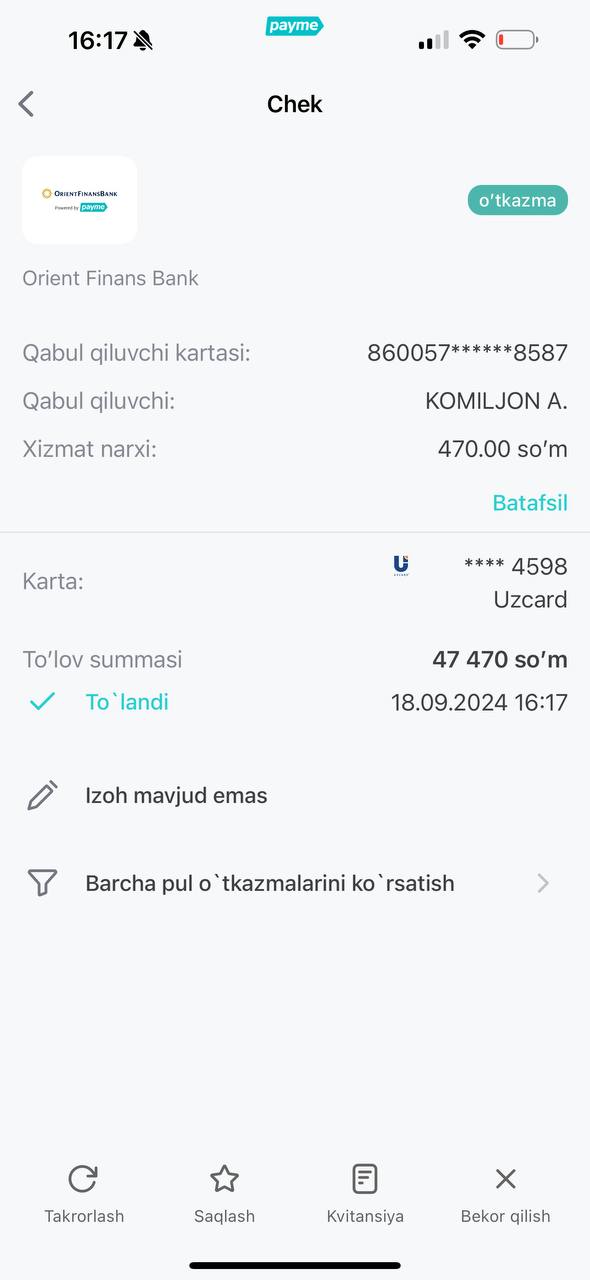 16:17
payme
Chek
ORIENTFINANSBANK
Powered by payme
o'tkazma
Orient Finans Bank
Qabul qiluvchi kartasi: 860057******8587
Qabul qiluvchi: KOMILJON A.
Xizmat narxi: 470.00 so'm
Batafsil
Karta: **** 4598
UZCARD
Uzcard
To'lov summasi 47 470 so'm
To`landi 18.09.2024 16:17
Izoh mavjud emas
Barcha pul o`tkazmalarini ko`rsatish
Takrorlash Saqlash Kvitansiya Bekor qilish